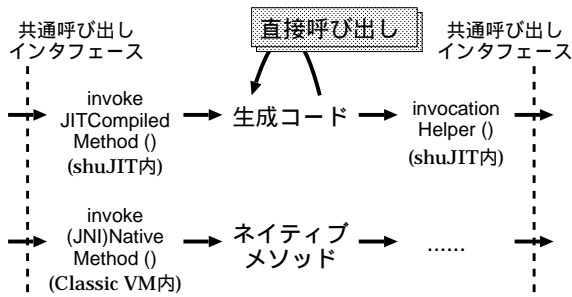 共通呼び出し
インタフェース
直接呼び出し
共通呼び出し
インタフェース
invoke
JITCompiled
Method ()
(shuJIT内)
生成コード
invocation
Helper ()
(shuJIT内)
invoke
(JNI)Native
Method ()
(Classic VM内)
ネイティブ
メソッド
......